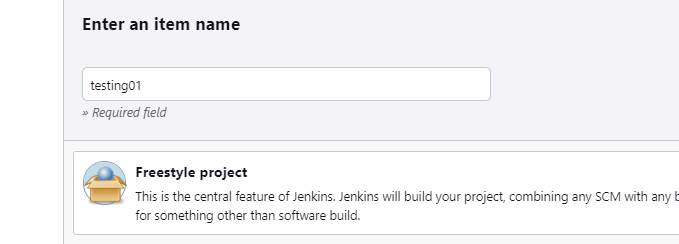 Enter an item name
testing01
» Required field
Freestyle project
This is the central feature of Jenkins. Jenkins will build your project, combining any SCM with any
for something other than software build.